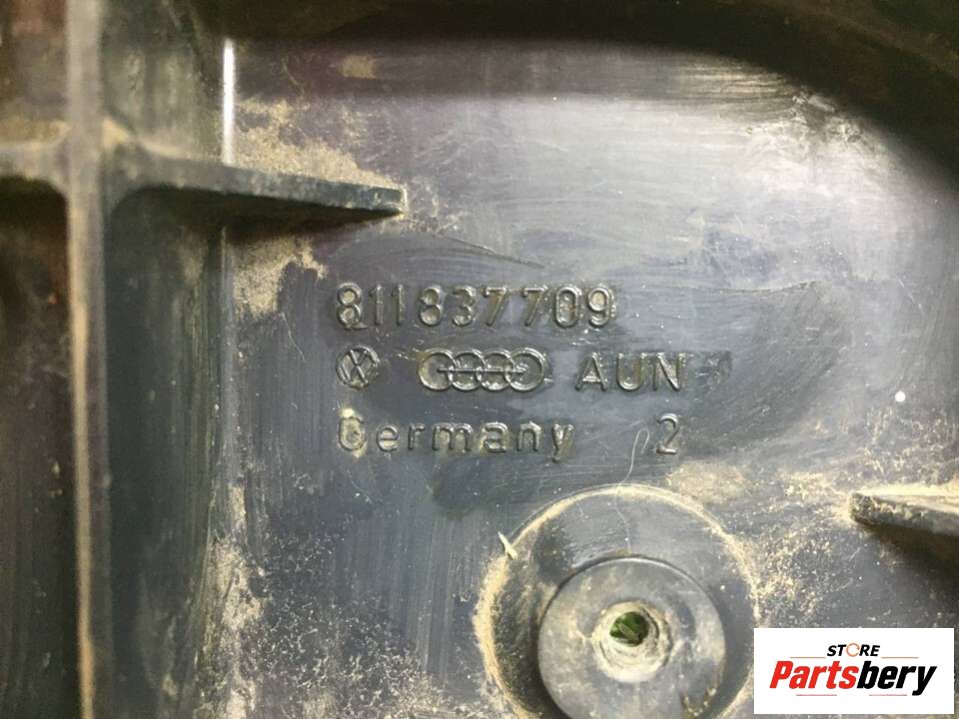 811837709
AUN
Germany 2
STORE
Partsbery